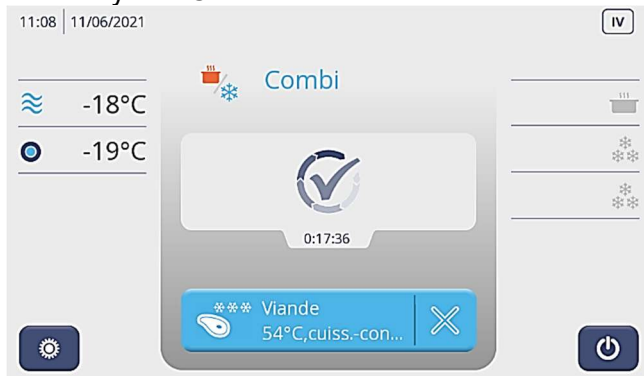 11:08 11/06/2021
IV
Combi
-18°C
-19°C
0:17:36
Viande
54°C,cuiss.-con...